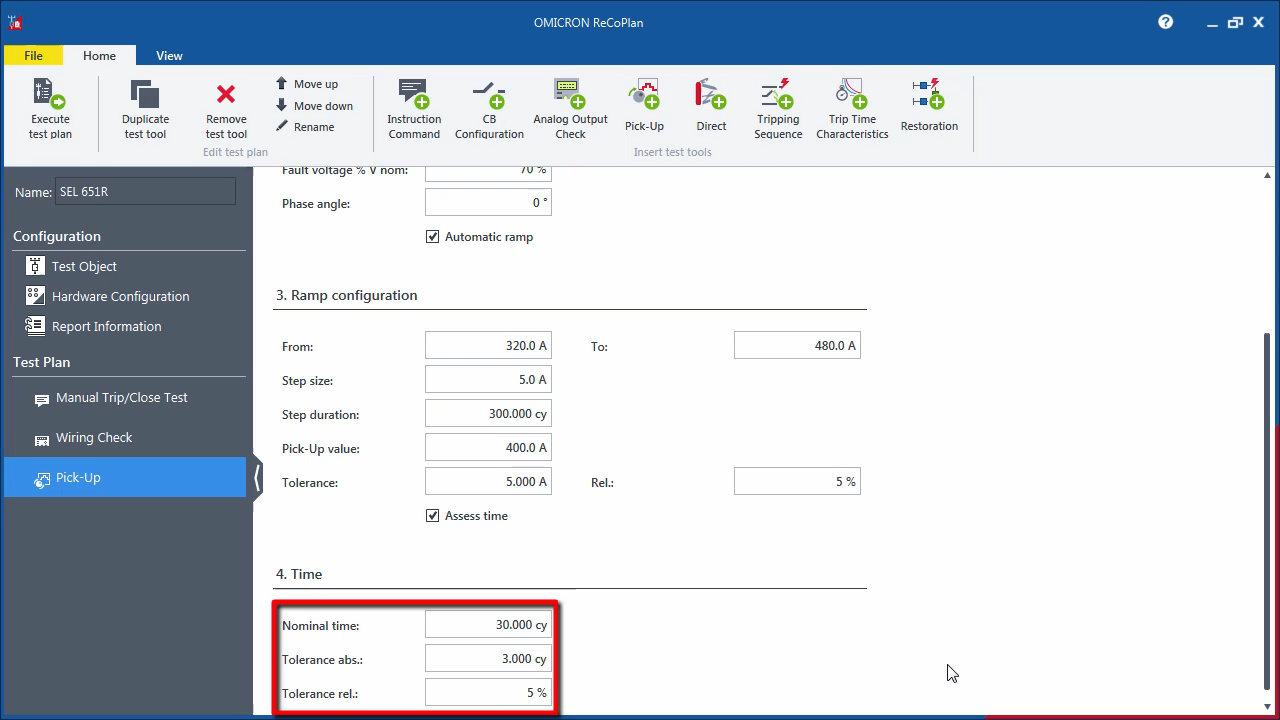 OMICRON ReCoPlan
File Home View
Execute test plan
Duplicate test tool
Remove test tool
Move up
Move down
Rename
Edit test plan
Instruction Command
CB Configuration
Analog Output Check
Pick-Up
Direct
Tripping Sequence
Trip Time Characteristics
Restoration
Insert test tools
Name: SEL 651R
Configuration
Test Object
Hardware Configuration
Report Information
Test Plan
Manual Trip/Close Test
Wiring Check
Pick-Up
Fault voltage % V nom: 70 %
Phase angle: 0 °
Automatic ramp
3. Ramp configuration
From: 320.0 A To: 480.0 A
Step size: 5.0 A
Step duration: 300.000 cy
Pick-Up value: 400.0 A
Tolerance: 5.000 A Rel.: 5 %
Assess time
4. Time
Nominal time: 30.000 cy
Tolerance abs.: 3.000 cy
Tolerance rel.: 5 %